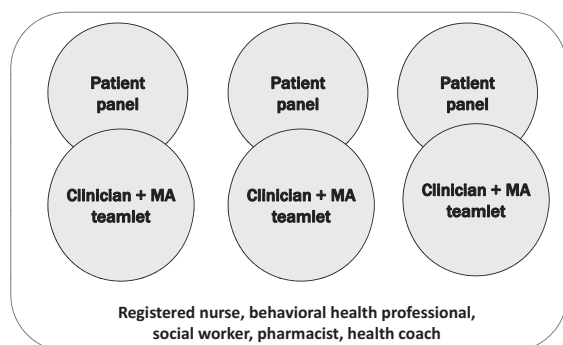 Patient
panel
Patient
panel
Patient
panel
Clinician + MA
teamlet
Clinician + MA
teamlet
Clinician + MA
teamlet
Registered nurse, behavioral health professional,
social worker, pharmacist, health coach